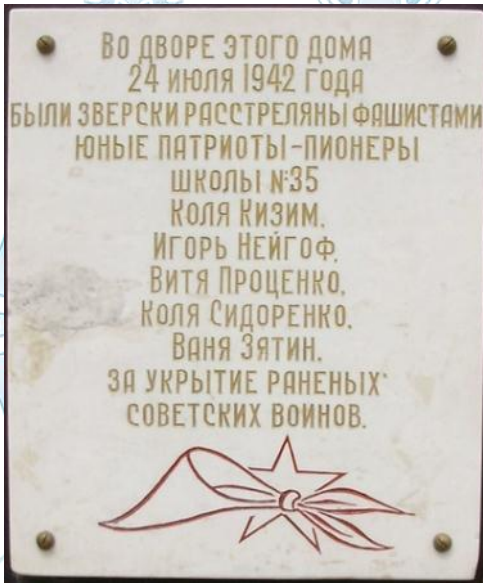 Во дворе этого дома
24 июля 1942 года
были зверски расстреляны фашистами
юные патриоты-пионеры
школы №35
Коля Кизим,
Игорь Нейгоф,
Витя Проценко,
Коля Сидоренко,
Ваня Зятин,
за укрытие раненых
советских воинов.